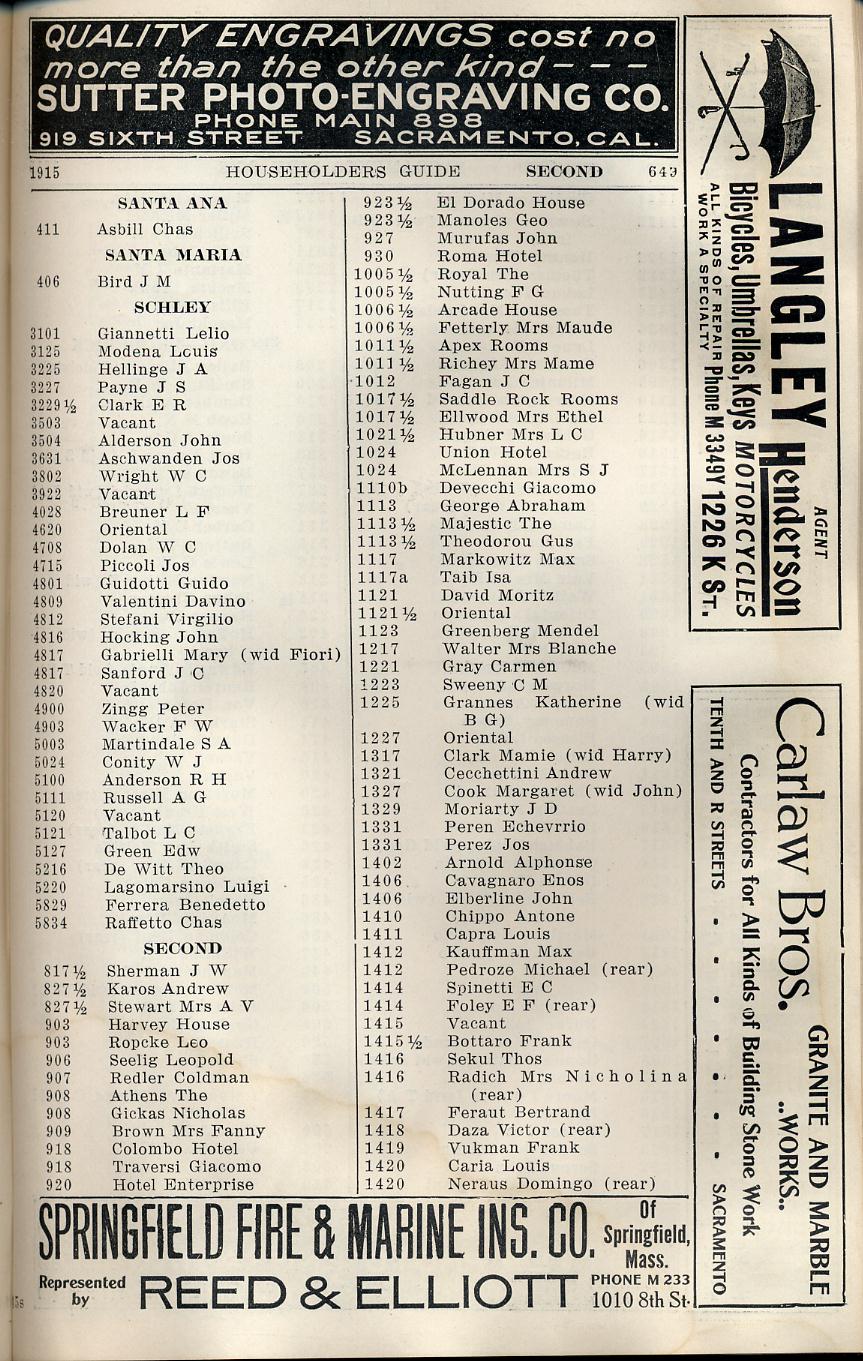 QUALITY ENGRAVINGS cost no
more than the other kind - - -
SUTTER PHOTO-ENGRAVING CO.
PHONE MAIN 898
919 SIXTH STREET SACRAMENTO, CAL.
1915 HOUSEHOLDERS GUIDE SECOND 649
SANTA ANA
411 Asbill Chas
SANTA MARIA
406 Bird J M
SCHLEY
3101 Giannetti Lelio
3125 Modena Louis
3225 Hellinge J A
3227 Payne J S
3229½ Clark E R
3503 Vacant
3504 Alderson John
3631 Aschwanden Jos
3802 Wright W C
3922 Vacant
4028 Breuner L F
4620 Oriental
4708 Dolan W C
4715 Piccoli Jos
4801 Guidotti Guido
4809 Valentini Davino
4812 Stefani Virgilio
4816 Hocking John
4817 Gabrielli Mary (wid Fiori)
4817 Sanford J C
4820 Vacant
4900 Zingg Peter
4903 Wacker F W
5003 Martindale S A
5024 Conity W J
5100 Anderson R H
5111 Russell A G
5120 Vacant
5121 Talbot L C
5127 Green Edw
5216 De Witt Theo
5220 Lagomarsino Luigi
5829 Ferrera Benedetto
5834 Raffetto Chas
SECOND
817½ Sherman J W
827½ Karos Andrew
827½ Stewart Mrs A V
903 Harvey House
903 Ropcke Leo
906 Seelig Leopold
907 Redler Coldman
908 Athens The
908 Gickas Nicholas
909 Brown Mrs Fanny
918 Colombo Hotel
918 Traversi Giacomo
920 Hotel Enterprise
923½ El Dorado House
923½ Manoles Geo
927 Murufas John
930 Roma Hotel
1005½ Royal The
1005½ Nutting F G
1006½ Arcade House
1006½ Fetterly Mrs Maude
1011½ Apex Rooms
1011½ Richey Mrs Mame
1012 Fagan J C
1017½ Saddle Rock Rooms
1017½ Ellwood Mrs Ethel
1021½ Hubner Mrs L C
1024 Union Hotel
1024 McLennan Mrs S J
1110b Devecchi Giacomo
1113 George Abraham
1113½ Majestic The
1113½ Theodorou Gus
1117 Markowitz Max
1117a Taib Isa
1121 David Moritz
1121½ Oriental
1123 Greenberg Mendel
1217 Walter Mrs Blanche
1221 Gray Carmen
1223 Sweeny C M
1225 Grannes Katherine (wid
B G)
1227 Oriental
1317 Clark Mamie (wid Harry)
1321 Cecchettini Andrew
1327 Cook Margaret (wid John)
1329 Moriarty J D
1331 Peren Echevrrio
1331 Perez Jos
1402 Arnold Alphonse
1406 Cavagnaro Enos
1406 Elberline John
1410 Chippo Antone
1411 Capra Louis
1412 Kauffman Max
1412 Pedroze Michael (rear)
1414 Spinetti E C
1414 Foley E F (rear)
1415 Vacant
1415½ Bottaro Frank
1416 Sekul Thos
1416 Radich Mrs Nicholina
(rear)
1417 Feraut Bertrand
1418 Daza Victor (rear)
1419 Vukman Frank
1420 Caria Louis
1420 Neraus Domingo (rear)
LANGLEY AGENT Henderson
Bicycles, Umbrellas, Keys MOTORCYCLES
ALL KINDS OF REPAIR
WORK A SPECIALTY
Phone M 3349Y 1226 K St.
Carlaw Bros. GRANITE AND MARBLE
..WORKS..
Contractors for All Kinds of Building Stone Work
TENTH AND R STREETS . . . . . . . SACRAMENTO
SPRINGFIELD FIRE & MARINE INS. CO. Of
Springfield,
Mass.
Represented
by
REED & ELLIOTT
PHONE M 233
1010 8th St.